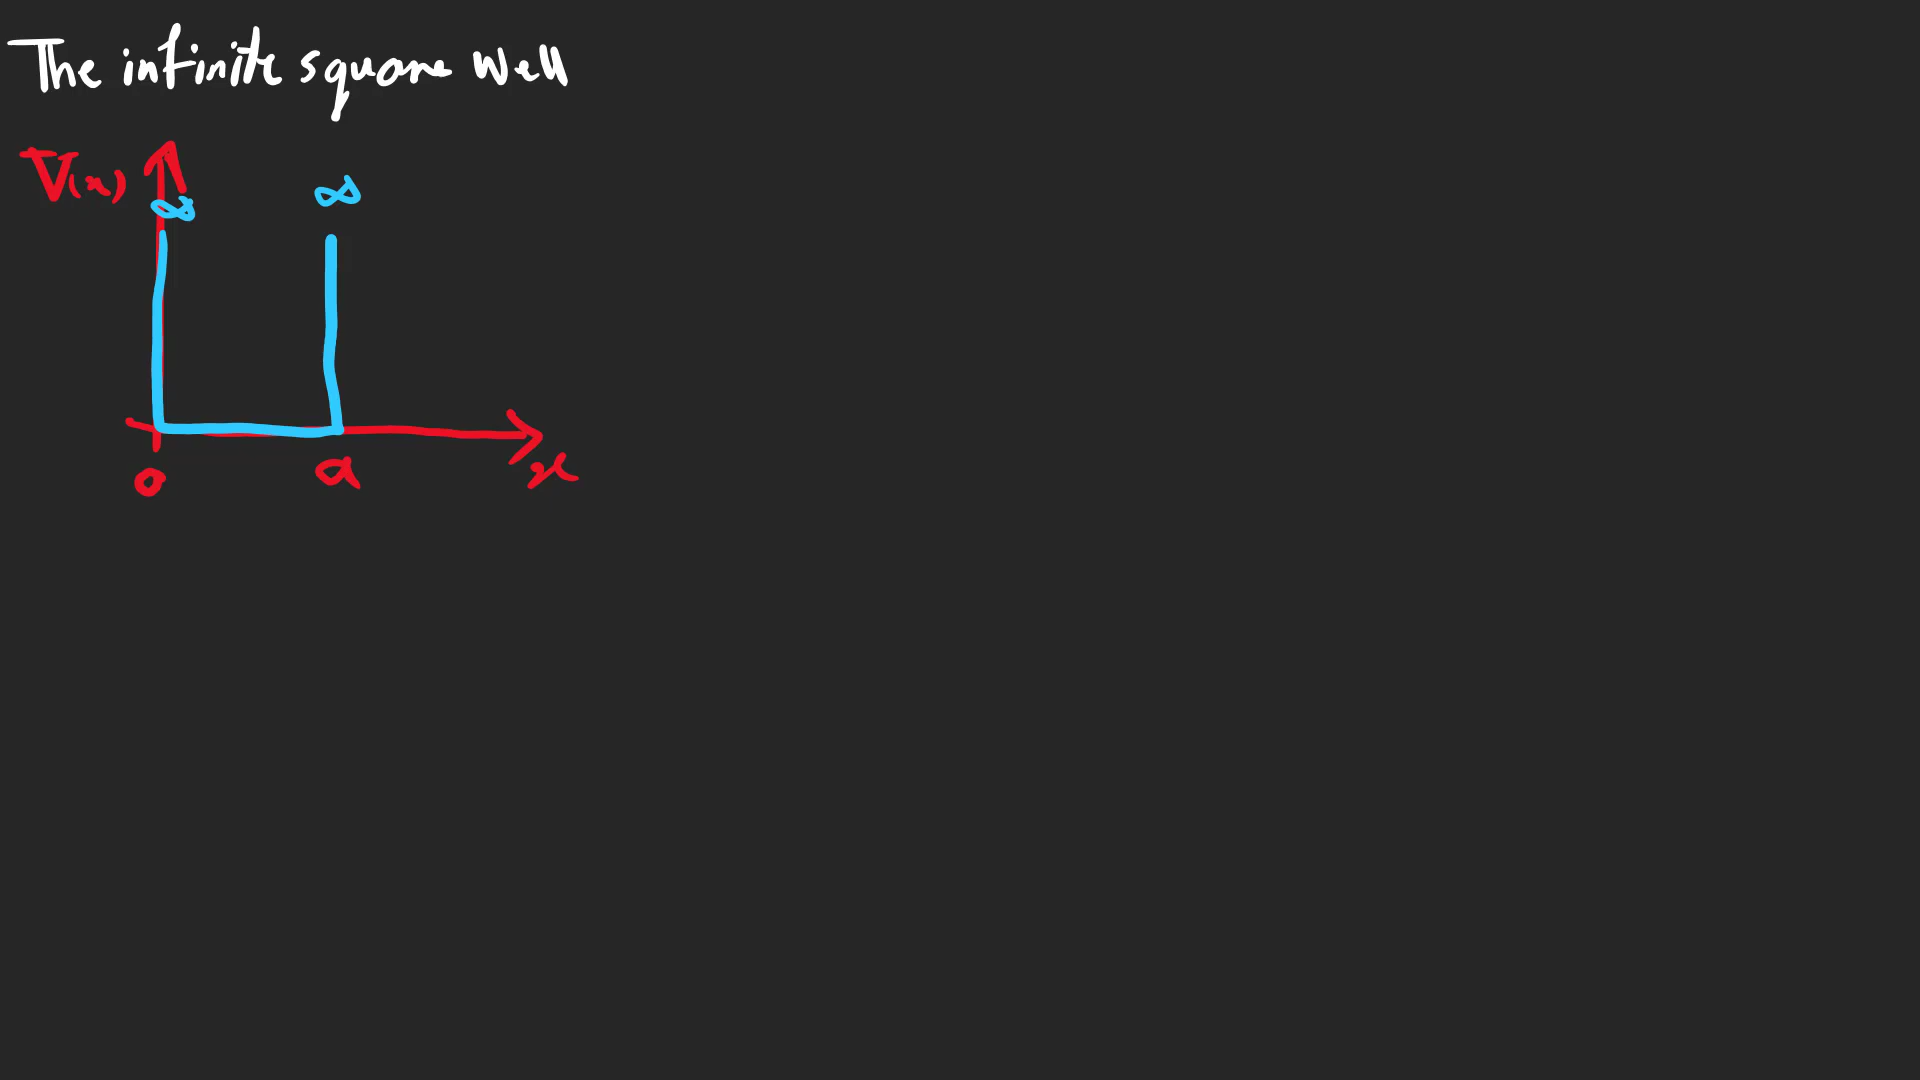 The infinite square well
V(x)
∞ ∞
0 a x